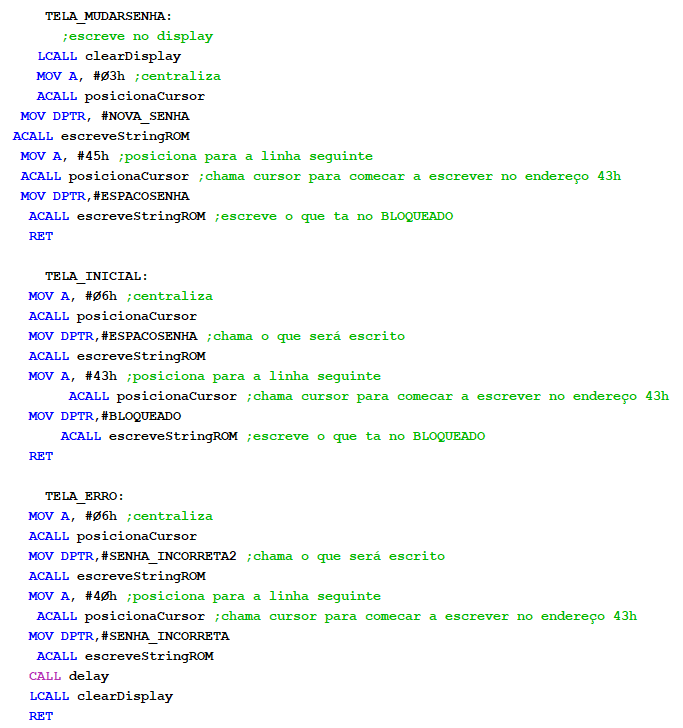 TELA_MUDARSENHA:
;escreve no display
LCALL clearDisplay
MOV A, #03h ;centraliza
ACALL posicionaCursor
MOV DPTR, #NOVA_SENHA
ACALL escreveStringROM
MOV A, #45h ;posiciona para a linha seguinte
ACALL posicionaCursor ;chama cursor para comecar a escrever no endereço 43h
MOV DPTR,#ESPACOSENHA
ACALL escreveStringROM ;escreve o que ta no BLOQUEADO
RET
TELA_INICIAL:
MOV A, #06h ;centraliza
ACALL posicionaCursor
MOV DPTR,#ESPACOSENHA ;chama o que será escrito
ACALL escreveStringROM
MOV A, #43h ;posiciona para a linha seguinte
ACALL posicionaCursor ;chama cursor para comecar a escrever no endereço 43h
MOV DPTR,#BLOQUEADO
ACALL escreveStringROM ;escreve o que ta no BLOQUEADO
RET
TELA_ERRO:
MOV A, #06h ;centraliza
ACALL posicionaCursor
MOV DPTR,#SENHA_INCORRETA2 ;chama o que será escrito
ACALL escreveStringROM
MOV A, #40h ;posiciona para a linha seguinte
ACALL posicionaCursor ;chama cursor para comecar a escrever no endereço 43h
MOV DPTR,#SENHA_INCORRETA
ACALL escreveStringROM
CALL delay
LCALL clearDisplay
RET